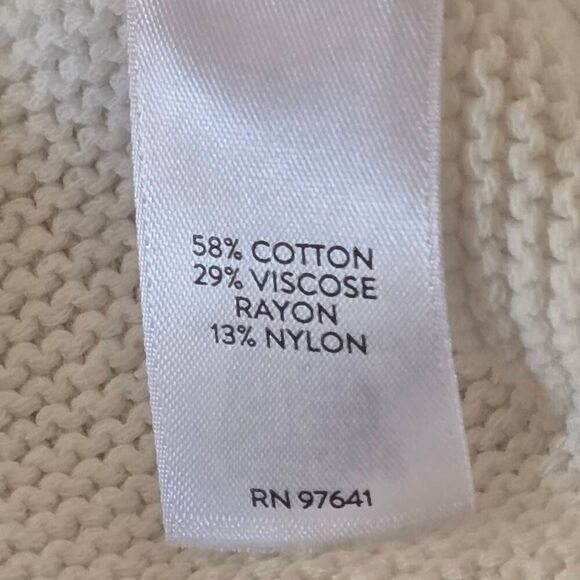 58% COTTON
29% VISCOSE
RAYON
13% NYLON
RN 97641